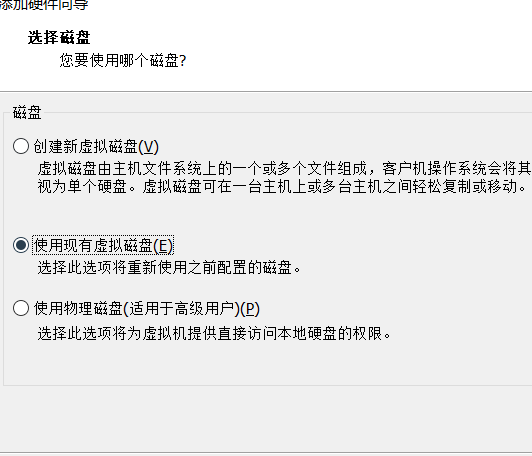 添加硬件向导
选择磁盘
您要使用哪个磁盘?
磁盘
创建新虚拟磁盘(V)
虚拟磁盘由主机文件系统上的一个或多个文件组成，客户机操作系统会将其
视为单个硬盘。虚拟磁盘可在一台主机上或多台主机之间轻松复制或移动。
使用现有虚拟磁盘(E)
选择此选项将重新使用之前配置的磁盘。
使用物理磁盘(适用于高级用户)(P)
选择此选项将为虚拟机提供直接访问本地硬盘的权限。